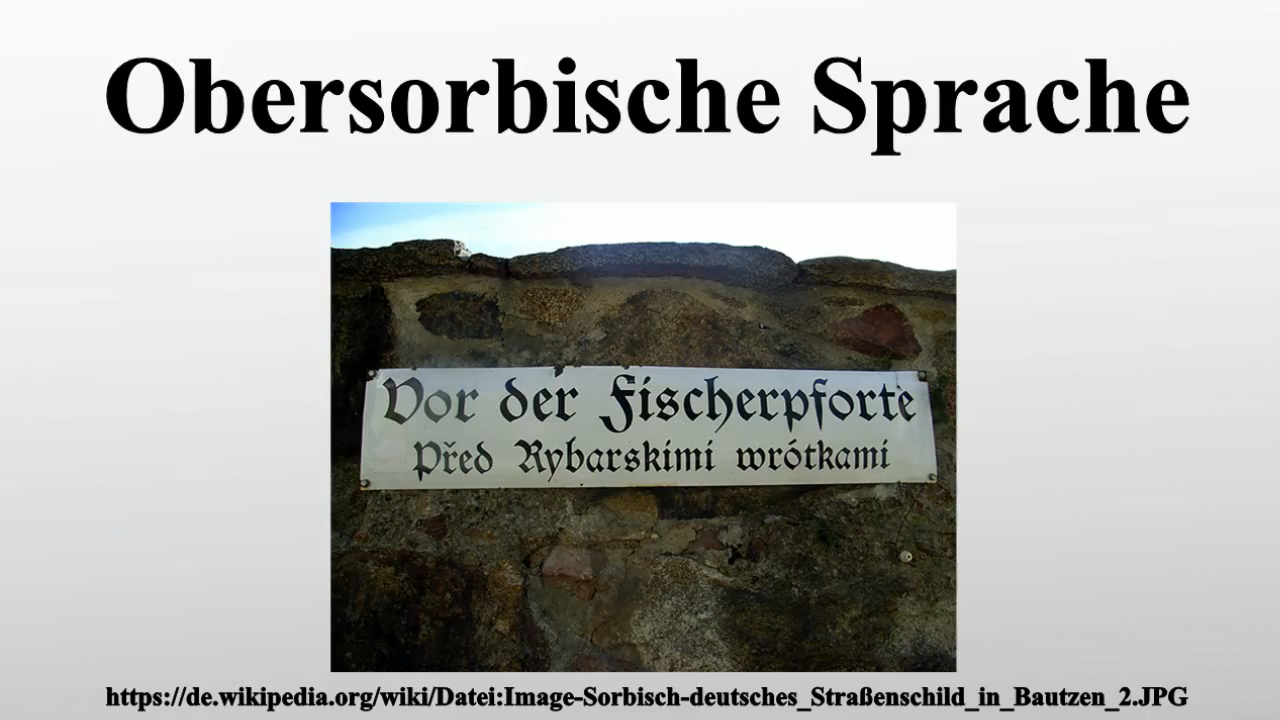 Obersorbische Sprache
Vor der Fischerpforte
Před Rybarskimi wrótkami
https://de.wikipedia.org/wiki/Datei:Image-Sorbisch-deutsches_Straßenschild_in_Bautzen_2.JPG